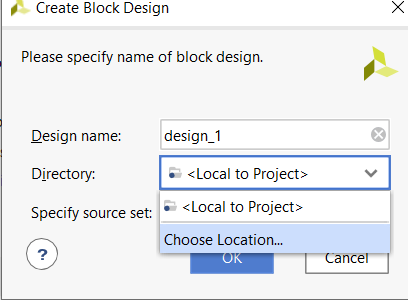 Create Block Design
Please specify name of block design.
Design name: design_1
Directory: <Local to Project>
<Local to Project>
Specify source set:
Choose Location...
? OK Cancel